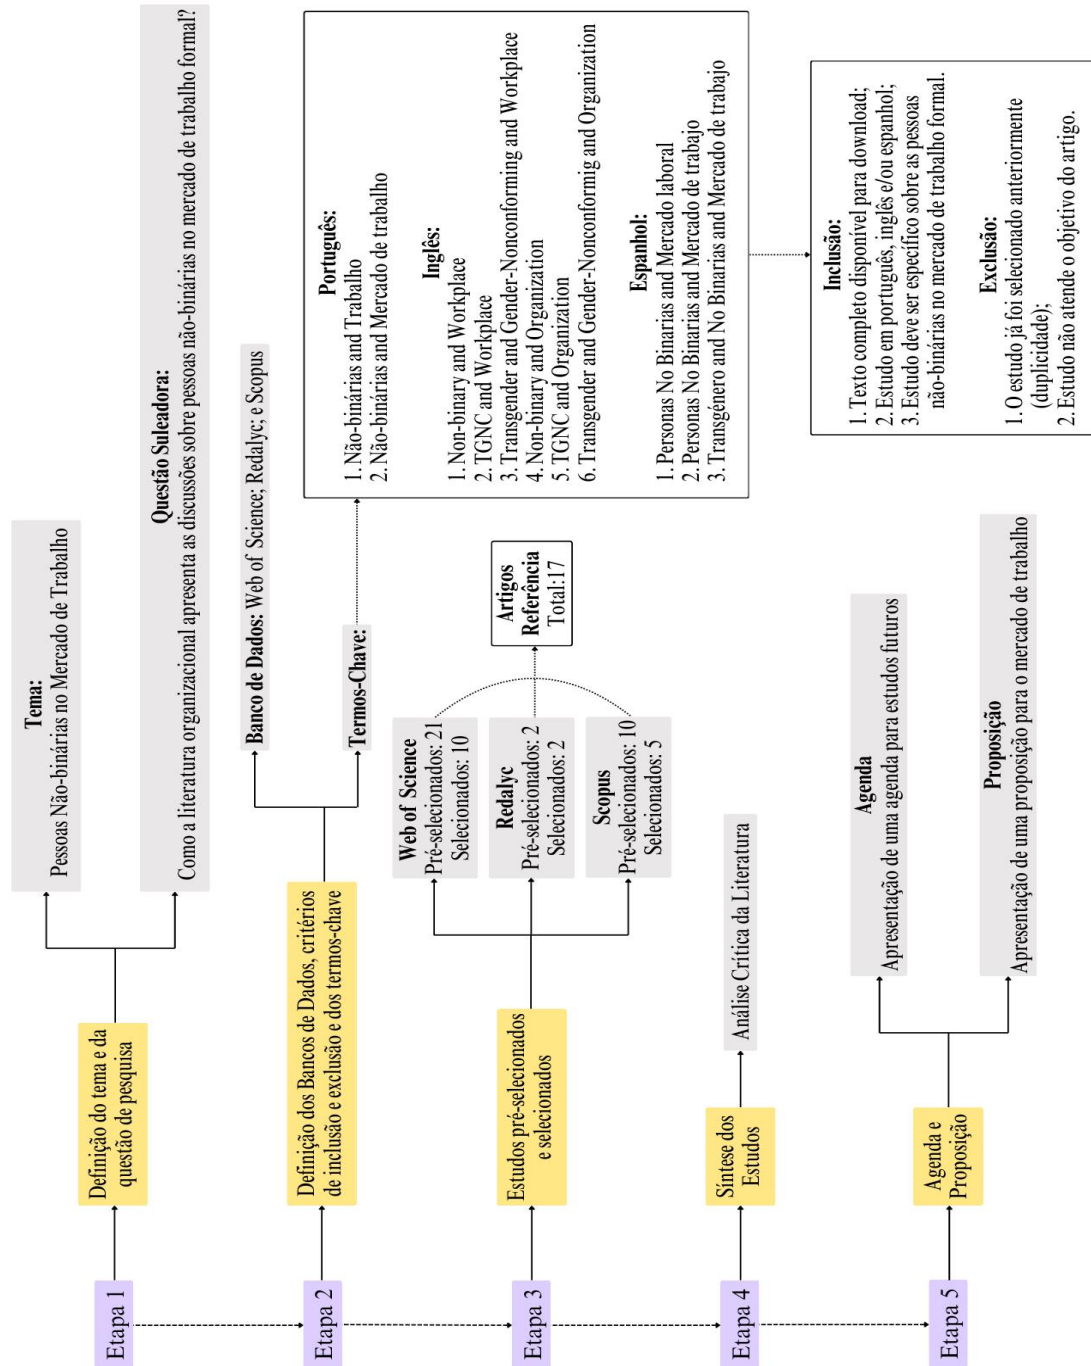 Etapa 1
Definição do tema e da
questão de pesquisa
Tema:
Pessoas Não-binárias no Mercado de Trabalho
Questão Suleadora:
Como a literatura organizacional apresenta as discussões sobre pessoas não-binárias no mercado de trabalho formal?
Etapa 2
Definição dos Bancos de Dados, critérios
de inclusão e exclusão e dos termos-chave
Banco de Dados: Web of Science; Redalyc; e Scopus
Termos-Chave:
Português:
1. Não-binárias and Trabalho
2. Não-binárias and Mercado de trabalho
Inglês:
1. Non-binary and Workplace
2. TGNC and Workplace
3. Transgender and Gender-Nonconforming and Workplace
4. Non-binary and Organization
5. TGNC and Organization
6. Transgender and Gender-Nonconformig and Organization
Espanhol:
1. Personas No Binarias and Mercado laboral
2. Personas No Binarias and Mercado de trabajo
3. Transgénero and No Binarias and Mercado de trabajo
Inclusão:
1. Texto completo disponível para download;
2. Estudo em português, inglês e/ou espanhol;
3. Estudo deve ser específico sobre as pessoas
não-binárias no mercado de trabalho formal.
Exclusão:
1. O estudo já foi selecionado anteriormente
(duplicidade);
2. Estudo não atende o objetivo do artigo.
Etapa 3
Estudos pré-selecionados
e selecionados
Web of Science
Pré-selecionados: 21
Selecionados: 10
Redalyc
Pré-selecionados: 2
Selecionados: 2
Scopus
Pré-selecionados: 10
Selecionados: 5
Artigos
Referência
Total:17
Etapa 4
Síntese dos
Estudos
Análise Crítica da Literatura
Etapa 5
Agenda e
Proposição
Agenda
Apresentação de uma agenda para estudos futuros
Proposição
Apresentação de uma proposição para o mercado de trabalho